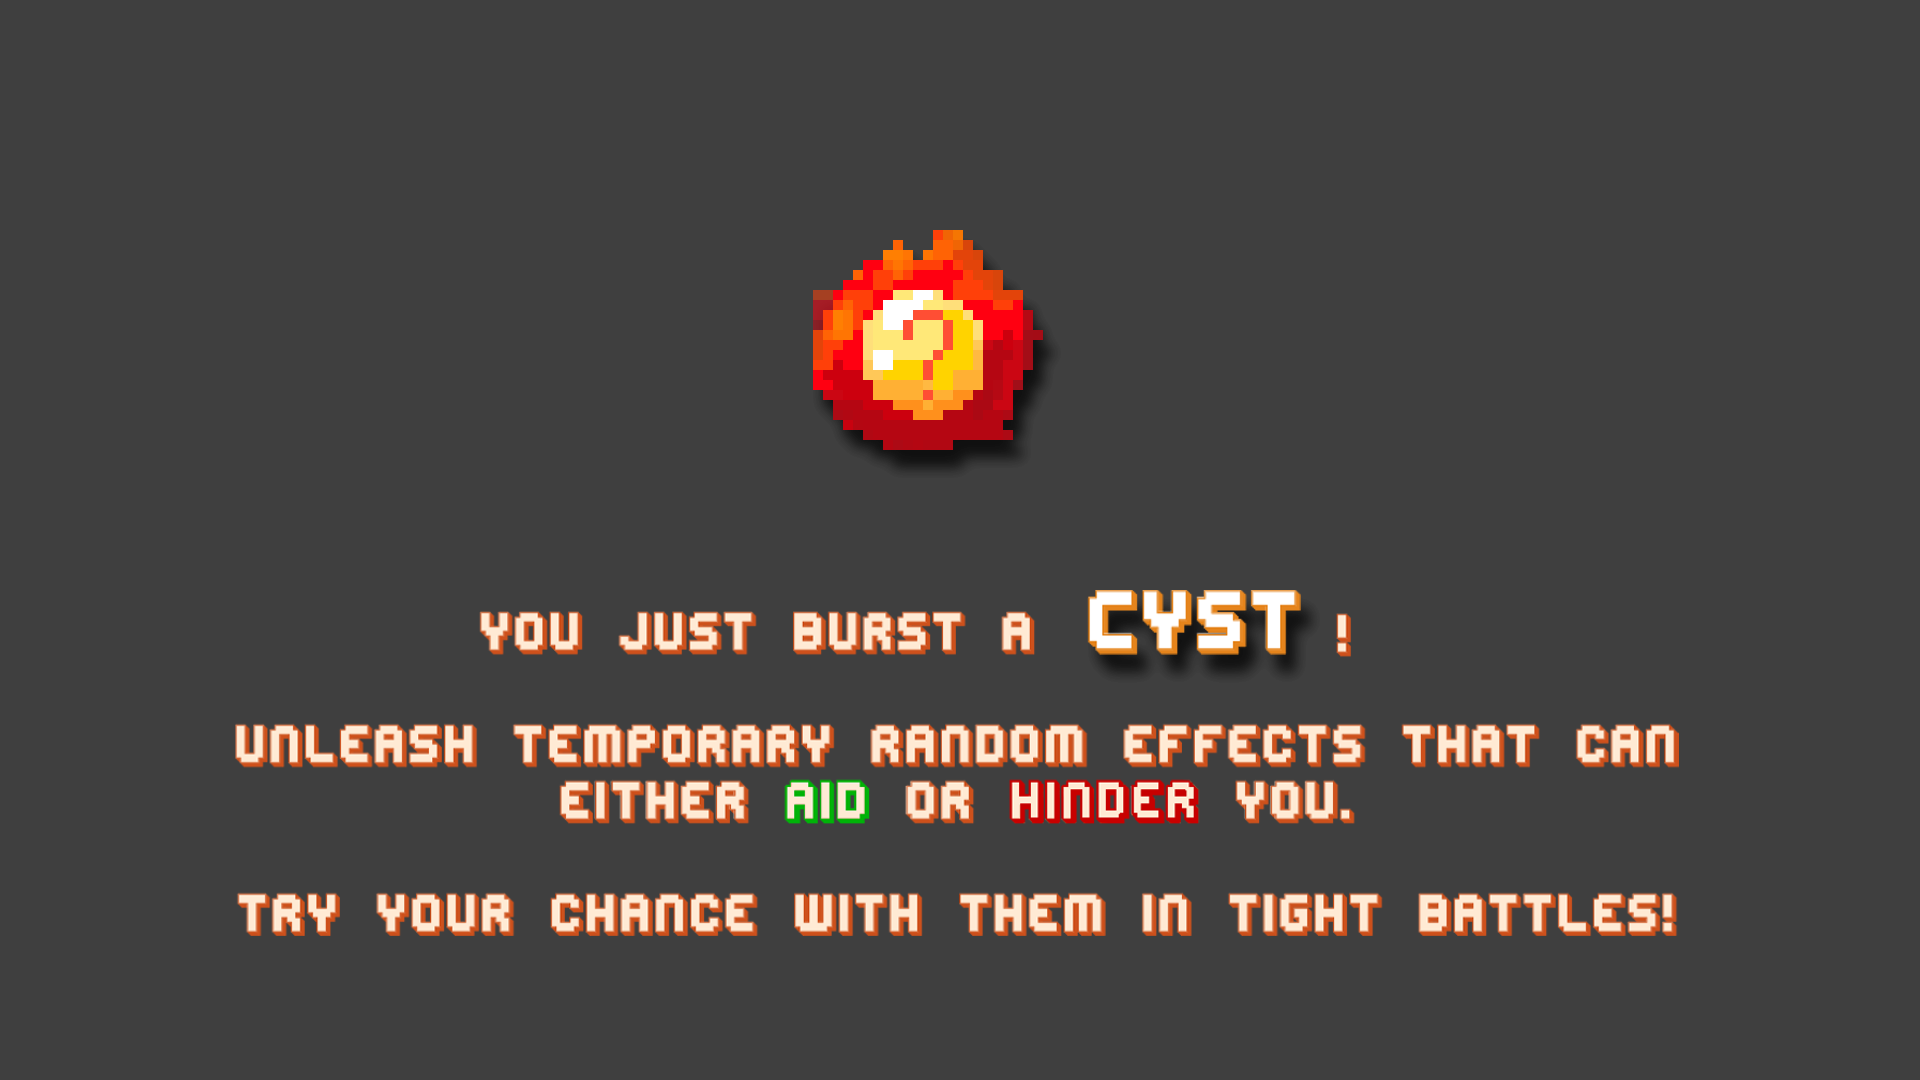 ?
YOU JUST BURST A CYST !
UNLEASH TEMPORARY RANDOM EFFECTS THAT CAN
EITHER AID OR HINDER YOU.
TRY YOUR CHANCE WITH THEM IN TIGHT BATTLES!